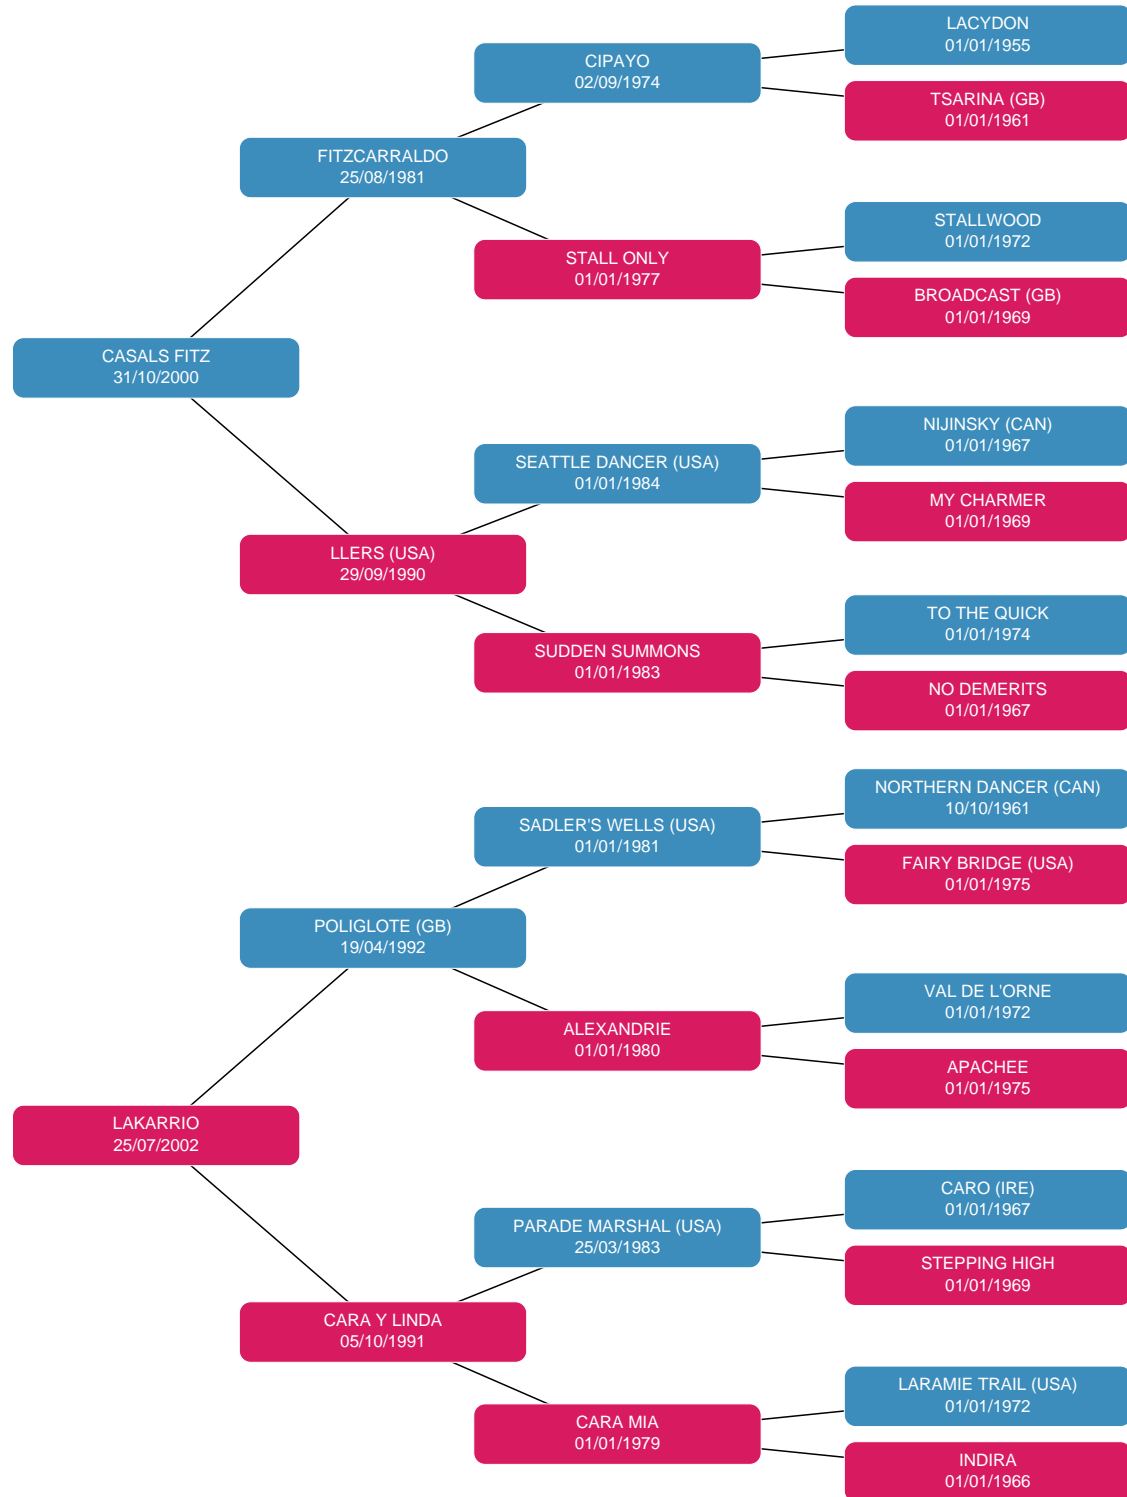 LACYDON
01/01/1955
CIPAYO
02/09/1974
TSARINA (GB)
01/01/1961
FITZCARRALDO
25/08/1981
STALLWOOD
01/01/1972
STALL ONLY
01/01/1977
BROADCAST (GB)
01/01/1969
CASALS FITZ
31/10/2000
NIJINSKY (CAN)
01/01/1967
SEATTLE DANCER (USA)
01/01/1984
MY CHARMER
01/01/1969
LLERS (USA)
29/09/1990
TO THE QUICK
01/01/1974
SUDDEN SUMMONS
01/01/1983
NO DEMERITS
01/01/1967
NORTHERN DANCER (CAN)
10/10/1961
SADLER'S WELLS (USA)
01/01/1981
FAIRY BRIDGE (USA)
01/01/1975
POLIGLOTE (GB)
19/04/1992
VAL DE L'ORNE
01/01/1972
ALEXANDRIE
01/01/1980
APACHEE
01/01/1975
LAKARRIO
25/07/2002
CARO (IRE)
01/01/1967
PARADE MARSHAL (USA)
25/03/1983
STEPPING HIGH
01/01/1969
CARA Y LINDA
05/10/1991
LARAMIE TRAIL (USA)
01/01/1972
CARA MIA
01/01/1979
INDIRA
01/01/1966